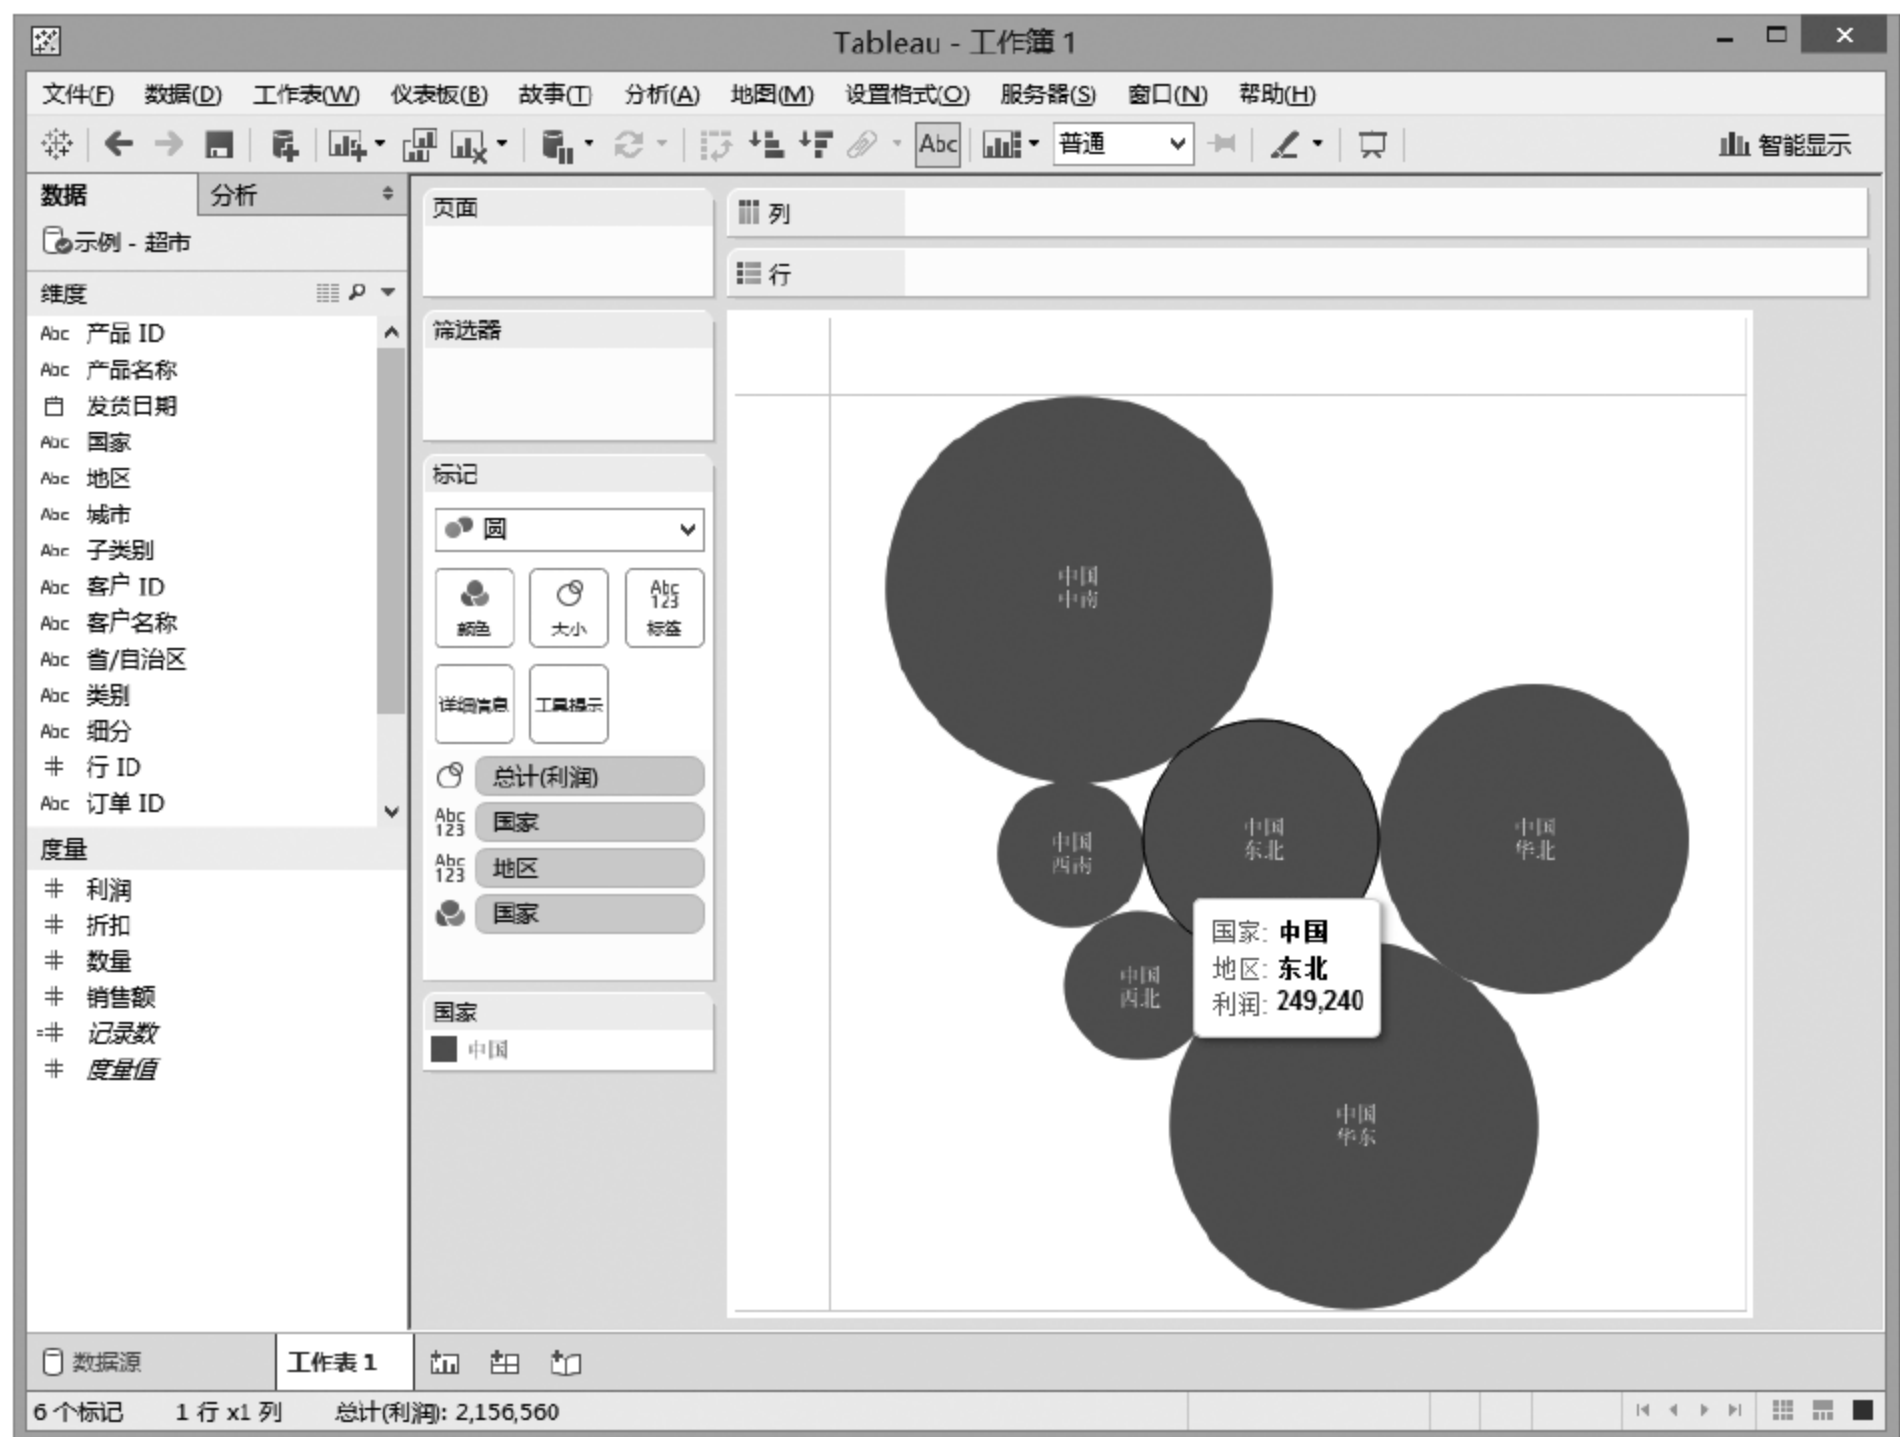 Tableau - 工作簿 1
文件(F) 数据(D) 工作表(W) 仪表板(B) 故事(T) 分析(A) 地图(M) 设置格式(O) 服务器(S) 窗口(N) 帮助(H)
Abc 普通 智能显示
数据 分析
示例 - 超市
维度
Abc 产品 ID
Abc 产品名称
发货日期
Abc 国家
Abc 地区
Abc 城市
Abc 子类别
Abc 客户 ID
Abc 客户名称
Abc 省/自治区
Abc 类别
Abc 细分
# 行 ID
Abc 订单 ID
度量
# 利润
# 折扣
# 数量
# 销售额
=# 记录数
# 度量值
页面
筛选器
标记
圆
颜色
大小
Abc
123
标签
详细信息
工具提示
总计(利润)
Abc
123
国家
Abc
123
地区
国家
国家
中国
列
行
中国
中南
中国
西南
中国
东北
中国
华北
中国
西北
国家: 中国
地区: 东北
利润: 249,240
中国
华东
数据源 工作表 1
6 个标记 1 行 x1 列 总计(利润): 2,156,560